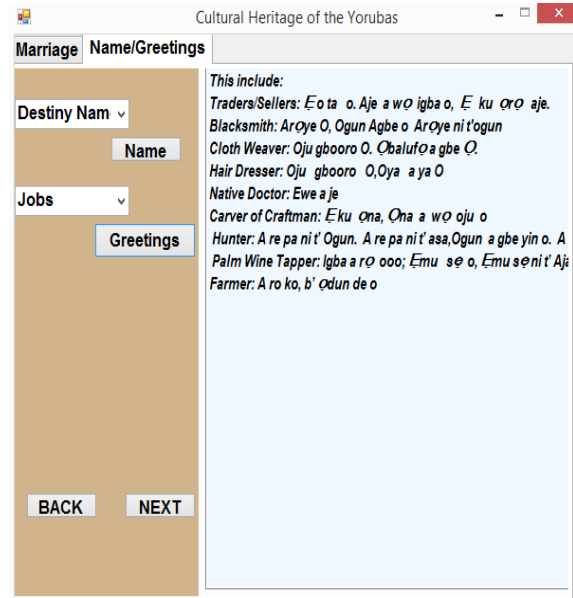 Cultural Heritage of the Yorubas
Marriage
Name/Greetings
Destiny Nam
Name
Jobs
Greetings
BACK
NEXT
This include:
Traders/Sellers: Ẹ o ta o. Aje a wọ igba o, Ẹ ku ọrọ aje.
Blacksmith: Arọye O, Ogun Agbe o Arọye ni t'ogun
Cloth Weaver: Oju gbooro O. Ọbalufọ a gbe Ọ.
Hair Dresser: Oju gbooro O,Oya a ya O
Native Doctor: Ewe a je
Carver of Craftman: Ẹ ku ọna, Ọna a wọ oju o
Hunter: A re pa ni t' Ogun. A re pa ni t' asa,Ogun a gbe yin o. A
Palm Wine Tapper: Igba a rọ ooo; Ẹmu sẹ o, Ẹmu sẹ ni t' Aja
Farmer: A ro ko, b' ọdun de o